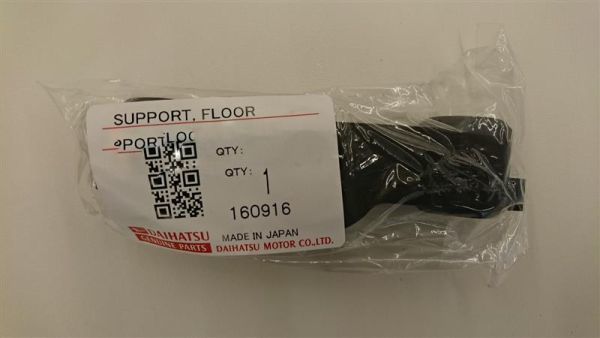 SUPPORT, FLOOR
QTY:
QTY: 1
160916
DAIHATSU
GENUINE PARTS
MADE IN JAPAN
DAIHATSU MOTOR CO.,LTD.